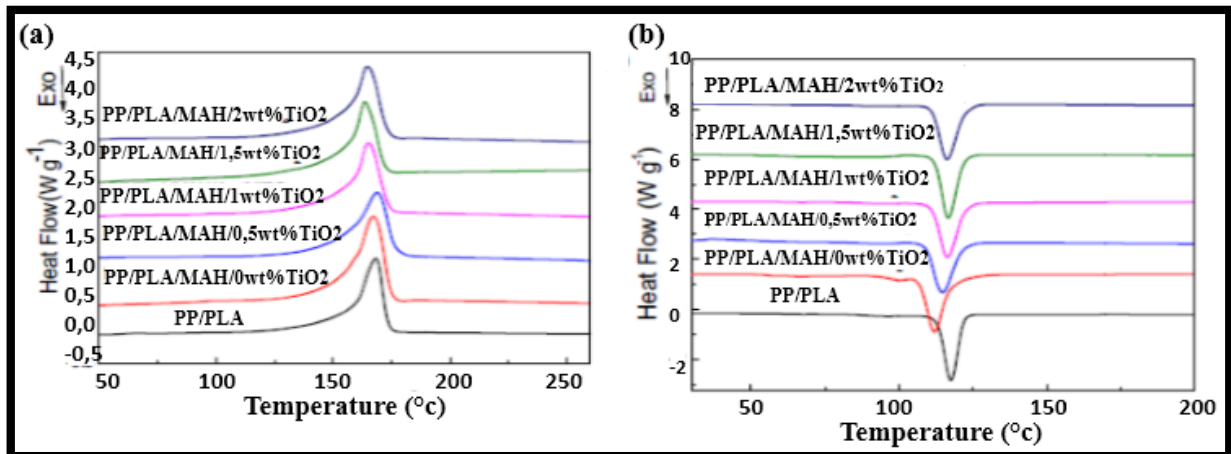 (a)
Exo
Heat Flow(W g⁻¹)
4,5
4,0
3,5
3,0
2,5
2,0
1,5
1,0
0,5
0,0
-0,5
PP/PLA/MAH/2wt%TiO2
PP/PLA/MAH/1,5wt%TiO2
PP/PLA/MAH/1wt%TiO2
PP/PLA/MAH/0,5wt%TiO2
PP/PLA/MAH/0wt%TiO2
PP/PLA
50 100 150 200 250
Temperature (°c)
(b)
Exo
Heat Flow (W g⁻¹)
10
8
6
4
2
0
-2
PP/PLA/MAH/2wt%TiO₂
PP/PLA/MAH/1,5wt%TiO2
PP/PLA/MAH/1wt%TiO2
PP/PLA/MAH/0,5wt%TiO2
PP/PLA/MAH/0wt%TiO2
PP/PLA
50 100 150 200
Temperature (°c)